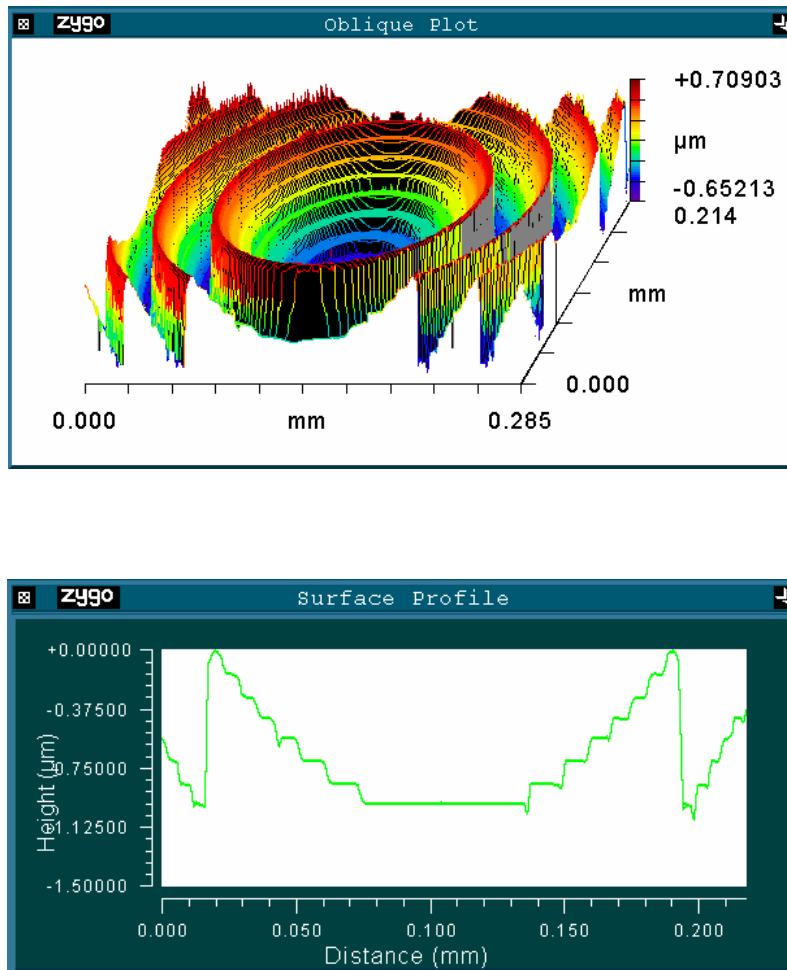 zygo Oblique Plot
+0.70903
µm
-0.65213
0.214
mm
0.000
0.000 mm 0.285
zygo Surface Profile
+0.00000
-0.37500
-0.75000
-1.12500
-1.50000
Height (µm)
0.000 0.050 0.100 0.150 0.200
Distance (mm)